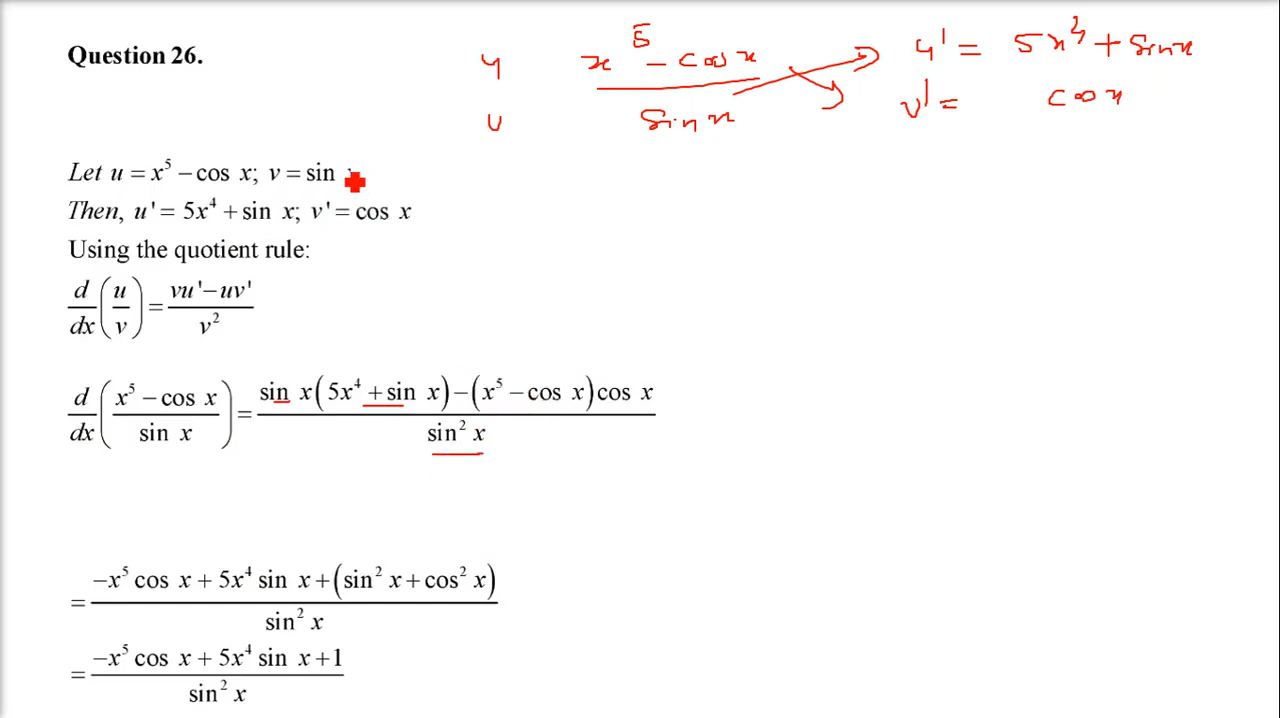 Question 26.
u x^5 - cos x u' = 5x^4 + sin x
v sin x v' = cos x
Let u = x^5 − cos x; v = sin
Then, u' = 5x^4 + sin x; v' = cos x
Using the quotient rule:
d/dx (u/v) = (vu' − uv')/v^2
d/dx ((x^5 − cos x)/(sin x)) = (sin x(5x^4 + sin x) − (x^5 − cos x)cos x)/(sin^2 x)
= (−x^5 cos x + 5x^4 sin x + (sin^2 x + cos^2 x))/(sin^2 x)
= (−x^5 cos x + 5x^4 sin x + 1)/(sin^2 x)